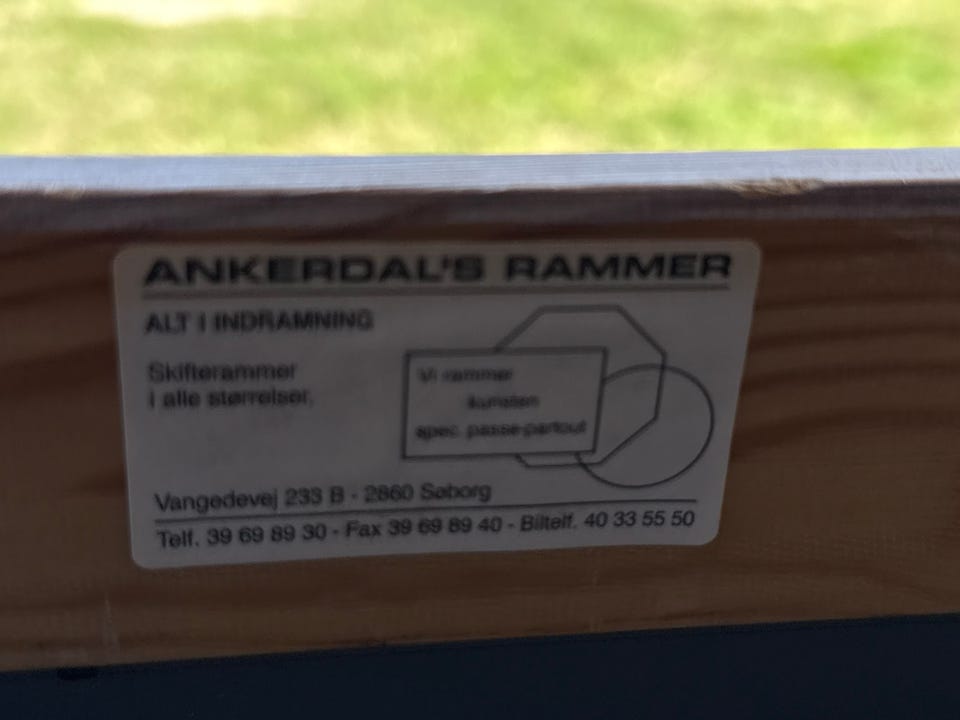 ANKERDAL'S RAMMER
ALT I INDRAMNING
Skifterammer
i alle størrelser.
Vi rammer
kunsten
spec. passe-partout
Vangedevej 233 B - 2860 Søborg
Telf. 39 69 89 30 - Fax 39 69 89 40 - Biltelf. 40 33 55 50